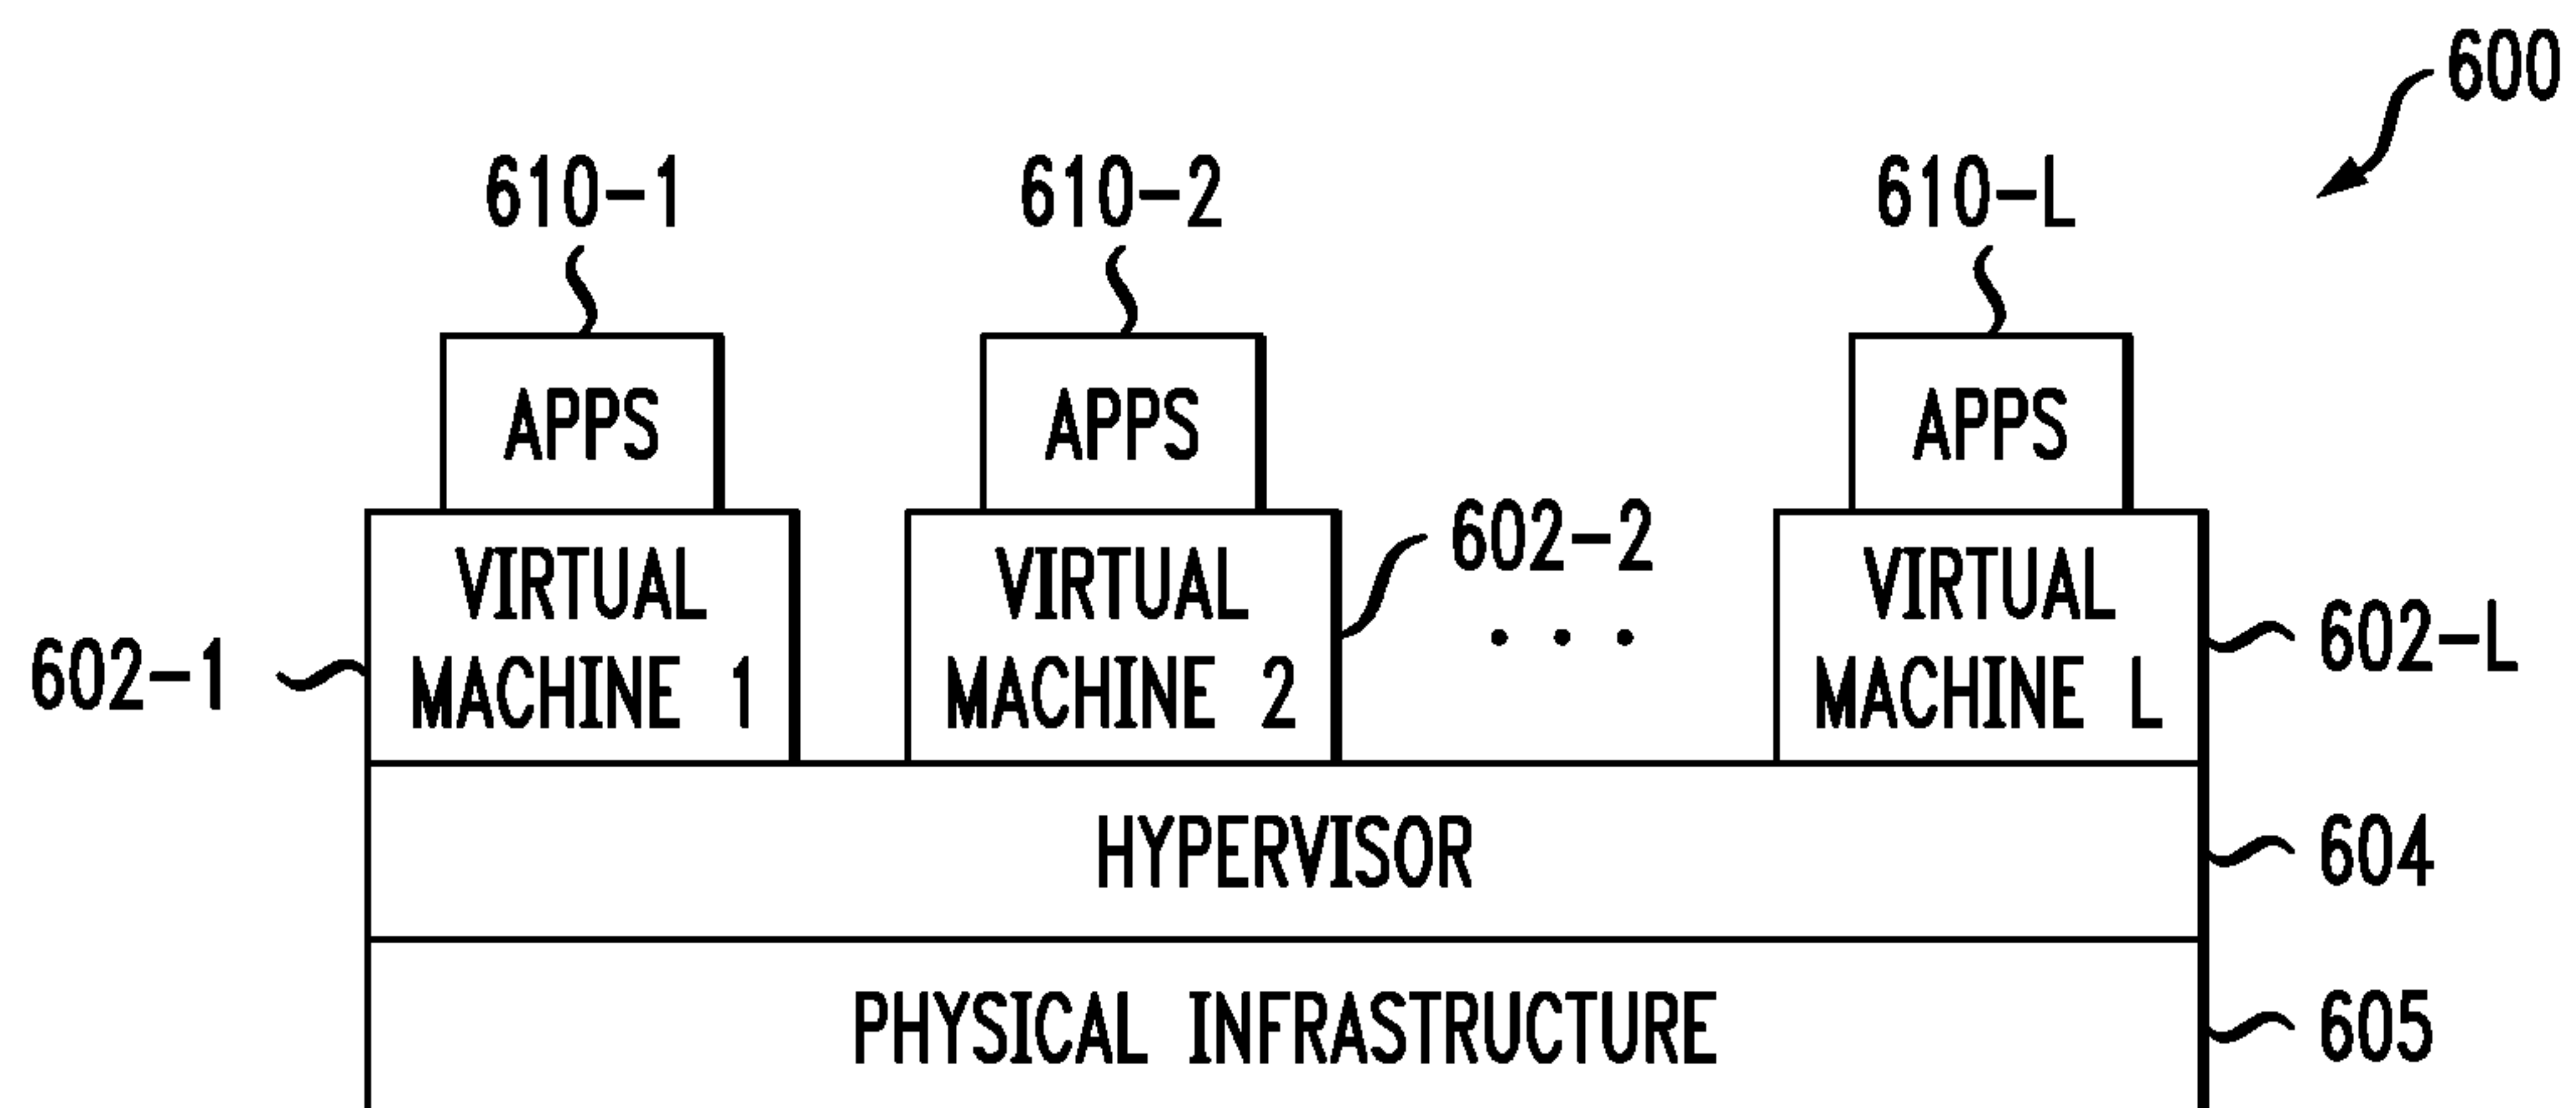 600
610-1
610-2
610-L
APPS
APPS
APPS
602-1
VIRTUAL
MACHINE 1
VIRTUAL
MACHINE 2
602-2
. . .
VIRTUAL
MACHINE L
602-L
HYPERVISOR
604
PHYSICAL INFRASTRUCTURE
605